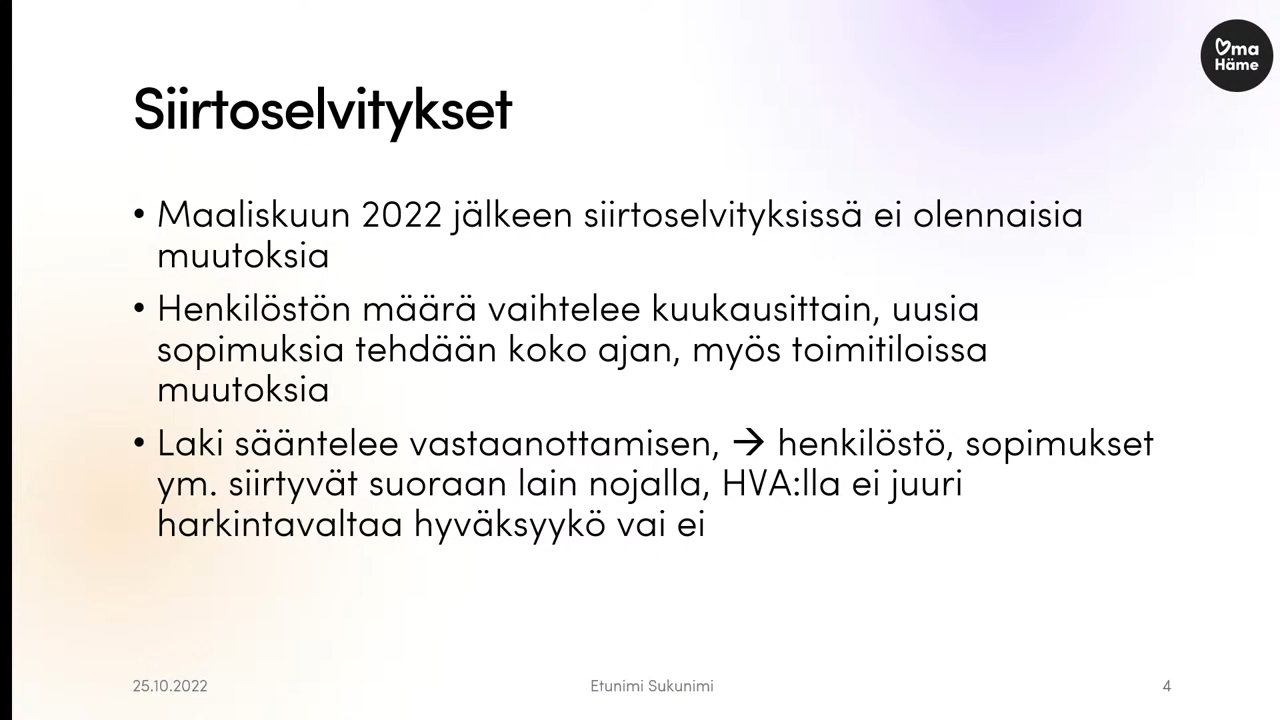 Oma
Häme
Siirtoselvitykset
• Maaliskuun 2022 jälkeen siirtoselvityksissä ei olennaisia
muutoksia
• Henkilöstön määrä vaihtelee kuukausittain, uusia
sopimuksia tehdään koko ajan, myös toimitiloissa
muutoksia
• Laki sääntelee vastaanottamisen, → henkilöstö, sopimukset
ym. siirtyvät suoraan lain nojalla, HVA:lla ei juuri
harkintavaltaa hyväksyykö vai ei
25.10.2022
Etunimi Sukunimi
4